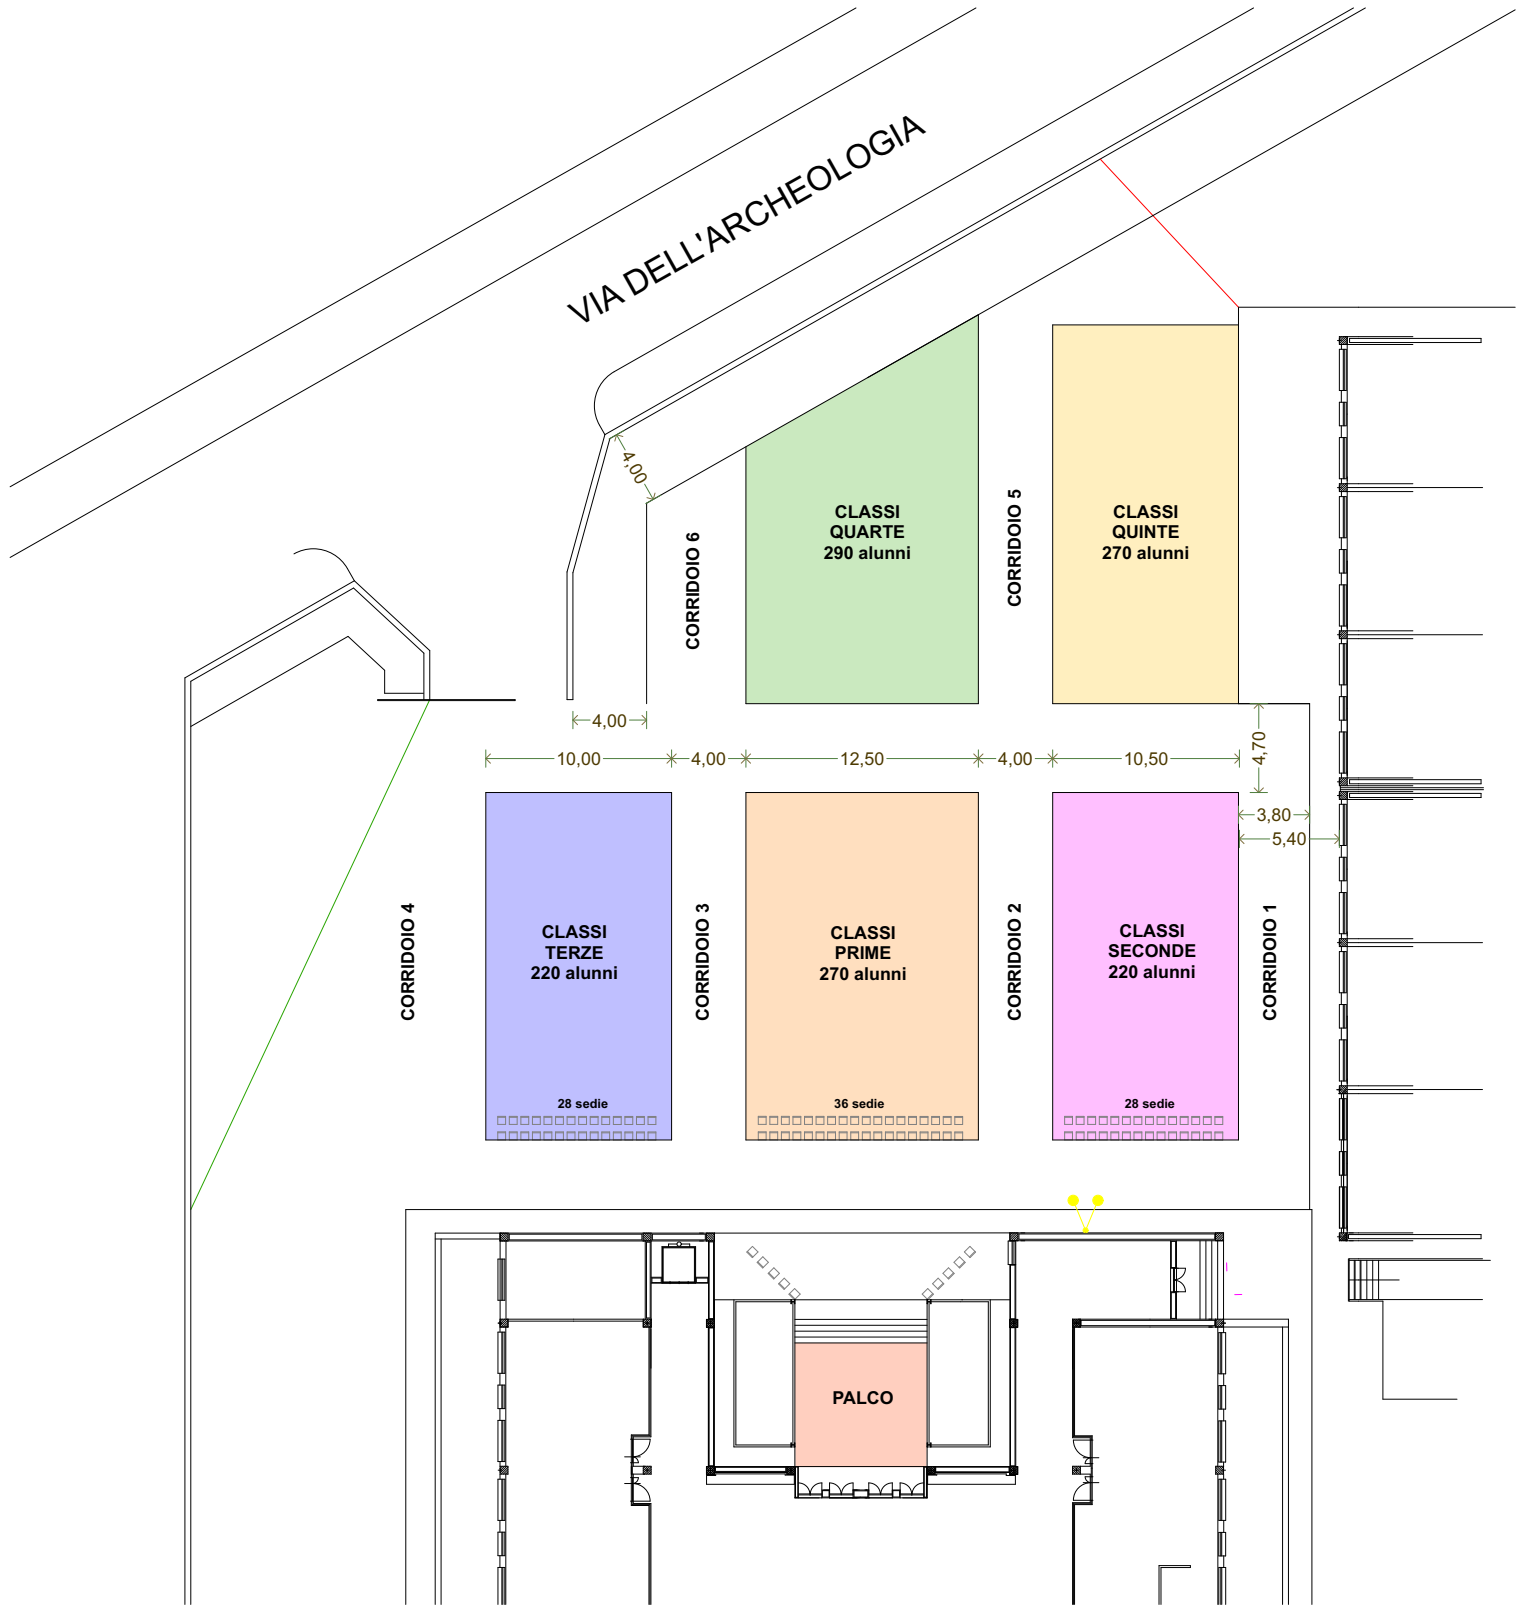 VIA DELL'ARCHEOLOGIA
4,00
CLASSI
QUARTE
290 alunni
CORRIDOIO 5
CLASSI
QUINTE
270 alunni
CORRIDOIO 6
4,00
10,00
4,00
12,50
4,00
10,50
4,70
3,80
5,40
CORRIDOIO 4
CLASSI
TERZE
220 alunni
CORRIDOIO 3
CLASSI
PRIME
270 alunni
CORRIDOIO 2
CLASSI
SECONDE
220 alunni
CORRIDOIO 1
28 sedie
36 sedie
28 sedie
PALCO